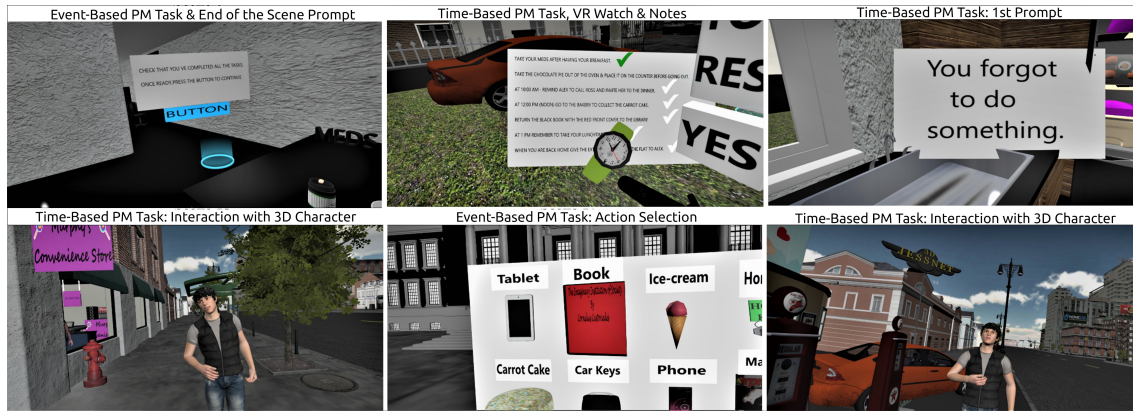 Event-Based PM Task & End of the Scene Prompt
CHECK THAT YOU'VE COMPLETED ALL THE TASKS.
ONCE READY,PRESS THE BUTTON TO CONTINUE.
BUTTON
MEDS
Time-Based PM Task, VR Watch & Notes
TAKE YOUR MEDS AFTER HAVING YOUR BREAKFAST.
TAKE THE CHOCOLATE PIE OUT OF THE OVEN & PLACE IT ON THE COUNTER BEFORE GOING OUT.
AT 10:00 AM - REMIND ALEX TO CALL ROSS AND INVITE HER TO THE DINNER.
AT 12:00 PM (NOON) GO TO THE BAKERY TO COLLECT THE CARROT CAKE.
RETURN THE BLACK BOOK WITH THE RED FRONT COVER TO THE LIBRARY
AT 1 PM REMEMBER TO TAKE YOUR
WHEN YOU ARE BACK HOME GIVE THE FLAT TO ALEX.
RES
YES
Time-Based PM Task: 1st Prompt
You forgot
to do
something.
Time-Based PM Task: Interaction with 3D Character
Murphy's
Convenience Store
Event-Based PM Task: Action Selection
Tablet
Book
Ice-cream
Ho
By
Carrot Cake
Car Keys
Phone
Ma
Time-Based PM Task: Interaction with 3D Character
JESSNET